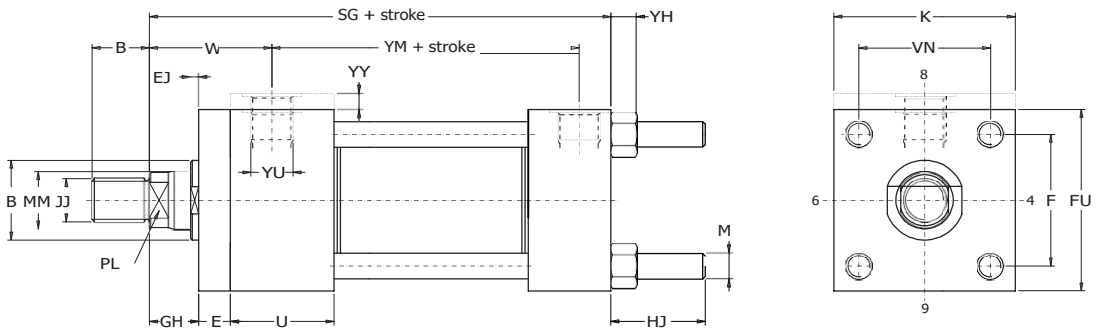 SG + stroke
YH
K
B
W
YM + stroke
VN
EJ
YY
8
YU
B
MM
JJ
6
4
F
FU
M
PL
GH
E
U
HJ
9